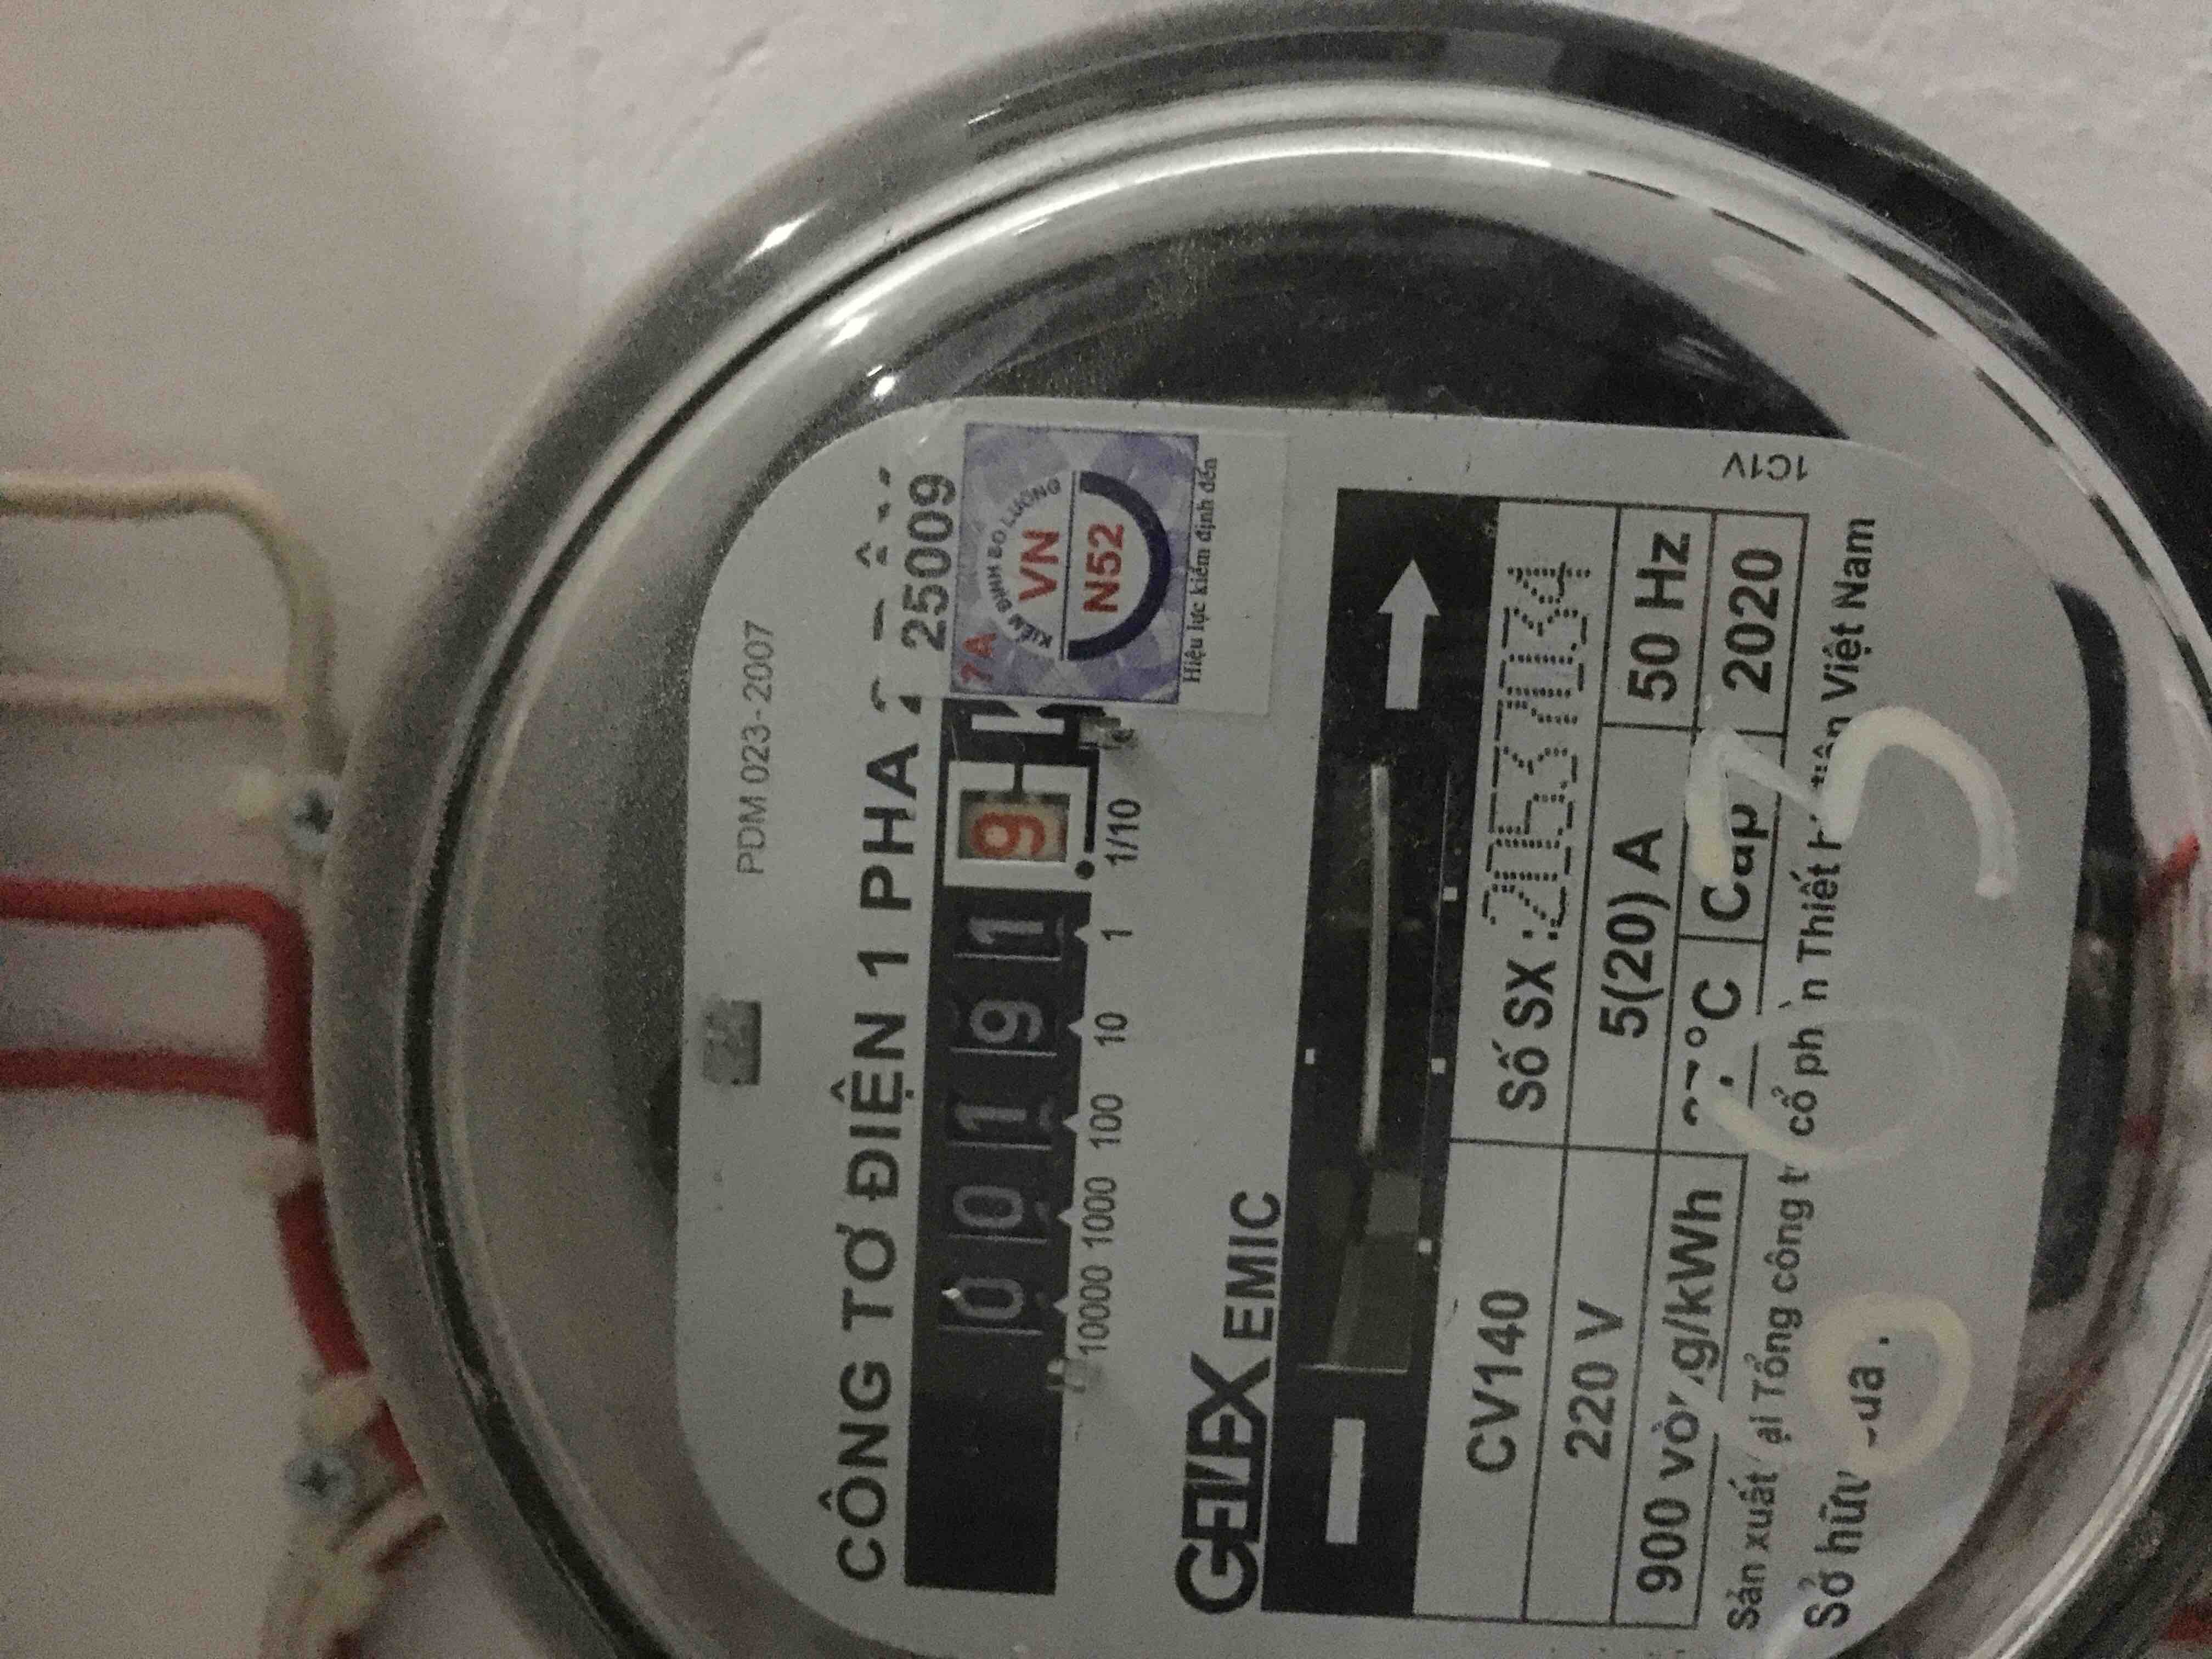 PDM 023-2007
CÔNG TƠ ĐIỆN 1 PHA
25009
7A
KIỂM ĐỊNH ĐO LƯỜNG
VN
N52
Hiệu lực kiểm định đến
0 0 1 9 1 9
10000 1000 100 10 1 1/10
GELEX EMIC
CV140
Số SX :
220 V
5(20) A
50 Hz
900 vòng/kWh
°C
Cấp
2020
Sản xuất tại Tổng công ty cổ phần Thiết bị điện Việt Nam
Sở hữu của
1C1V
603